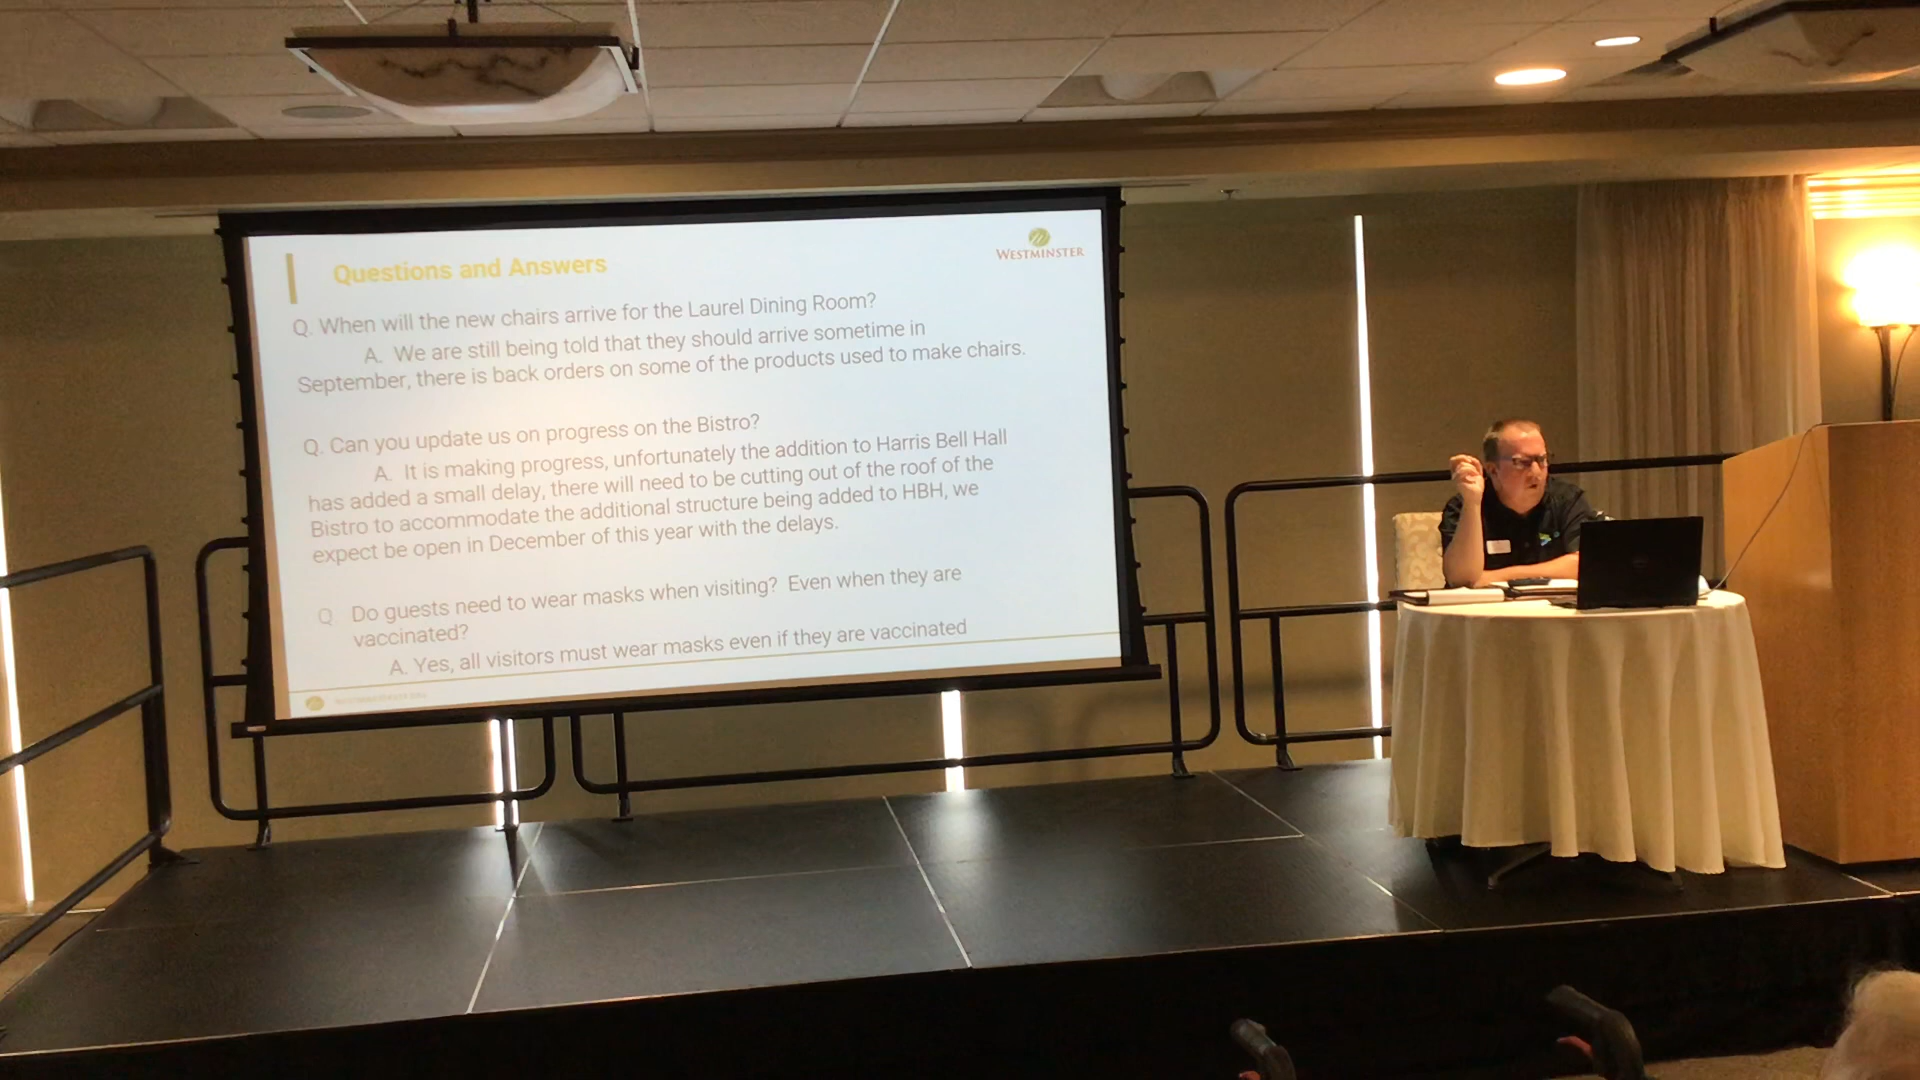 Questions and Answers
WESTMINSTER
Q. When will the new chairs arrive for the Laurel Dining Room?
A. We are still being told that they should arrive sometime in
September, there is back orders on some of the products used to make chairs.
Q. Can you update us on progress on the Bistro?
A. It is making progress, unfortunately the addition to Harris Bell Hall
has added a small delay, there will need to be cutting out of the roof of the
Bistro to accommodate the additional structure being added to HBH, we
expect be open in December of this year with the delays.
Q Do guests need to wear masks when visiting? Even when they are
vaccinated?
A. Yes, all visitors must wear masks even if they are vaccinated